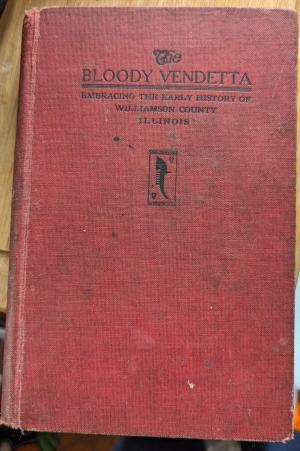 The
BLOODY VENDETTA
EMBRACING THE EARLY HISTORY OF
WILLIAMSON COUNTY
ILLINOIS